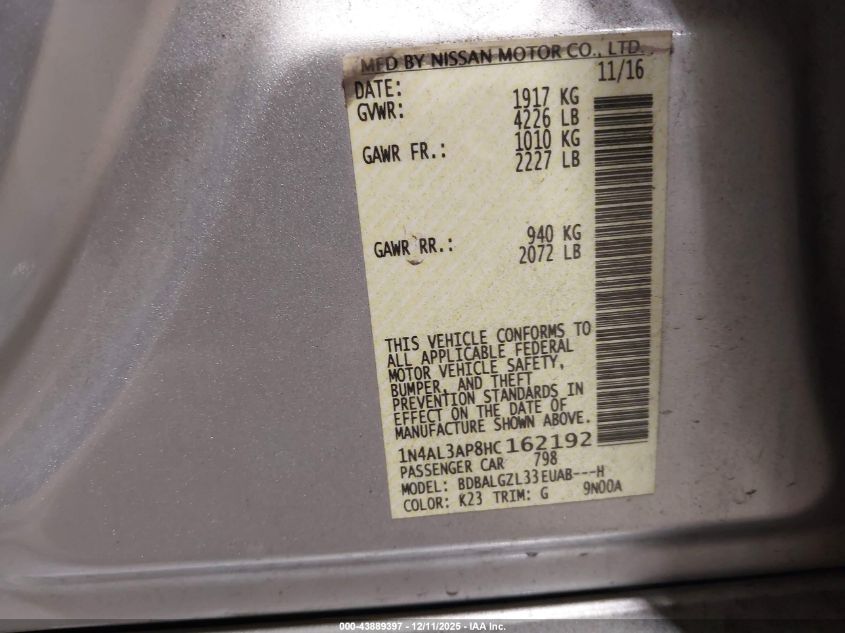 MFD BY NISSAN MOTOR CO., LTD.
DATE: 11/16
GVWR: 1917 KG
4226 LB
GAWR FR.: 1010 KG
2227 LB
GAWR RR.: 940 KG
2072 LB
THIS VEHICLE CONFORMS TO
ALL APPLICABLE FEDERAL
MOTOR VEHICLE SAFETY,
BUMPER, AND THEFT
PREVENTION STANDARDS IN
EFFECT ON THE DATE OF
MANUFACTURE SHOWN ABOVE.
1N4AL3AP8HC162192
PASSENGER CAR 798
MODEL: BDBALGZL33EUAB---H
COLOR: K23 TRIM: G 9N00A
000-43889397 - 12/11/2025 - IAA Inc.